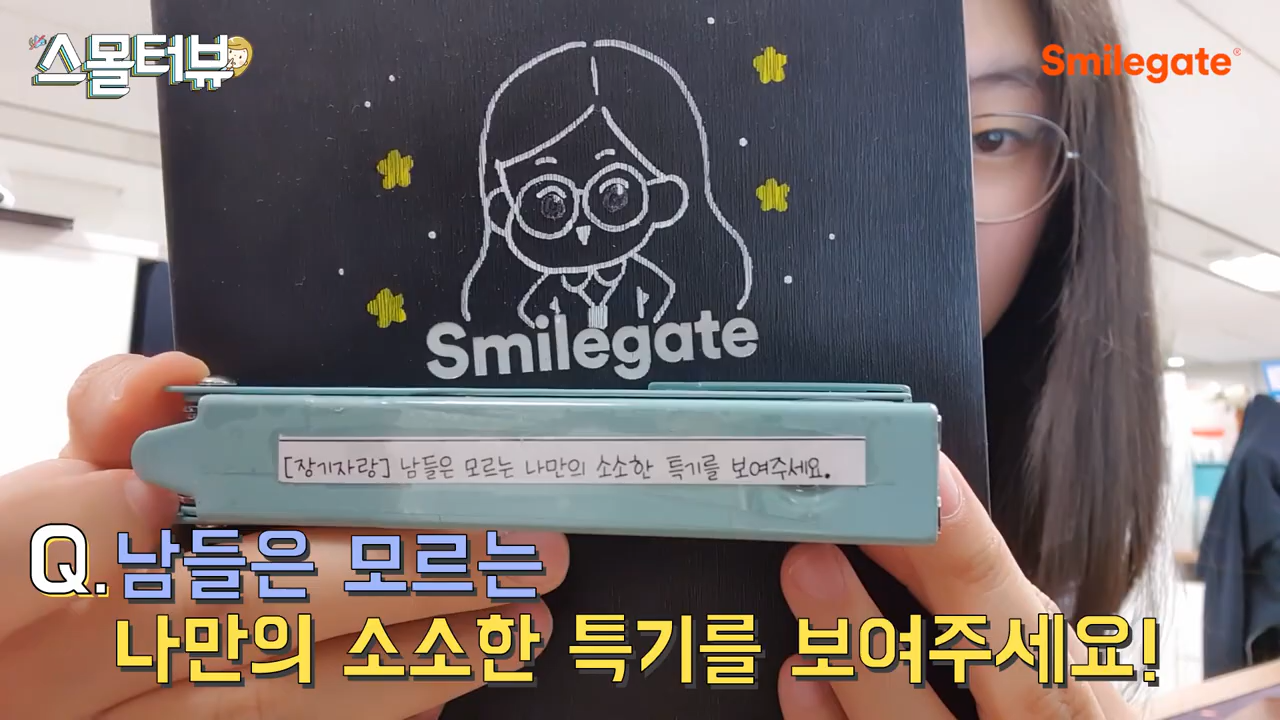 스몰터뷰
Smilegate
Smilegate
[장기자랑] 남들은 모르는 나만의 소소한 특기를 보여주세요.
Q. 남들은 모르는
나만의 소소한 특기를 보여주세요!